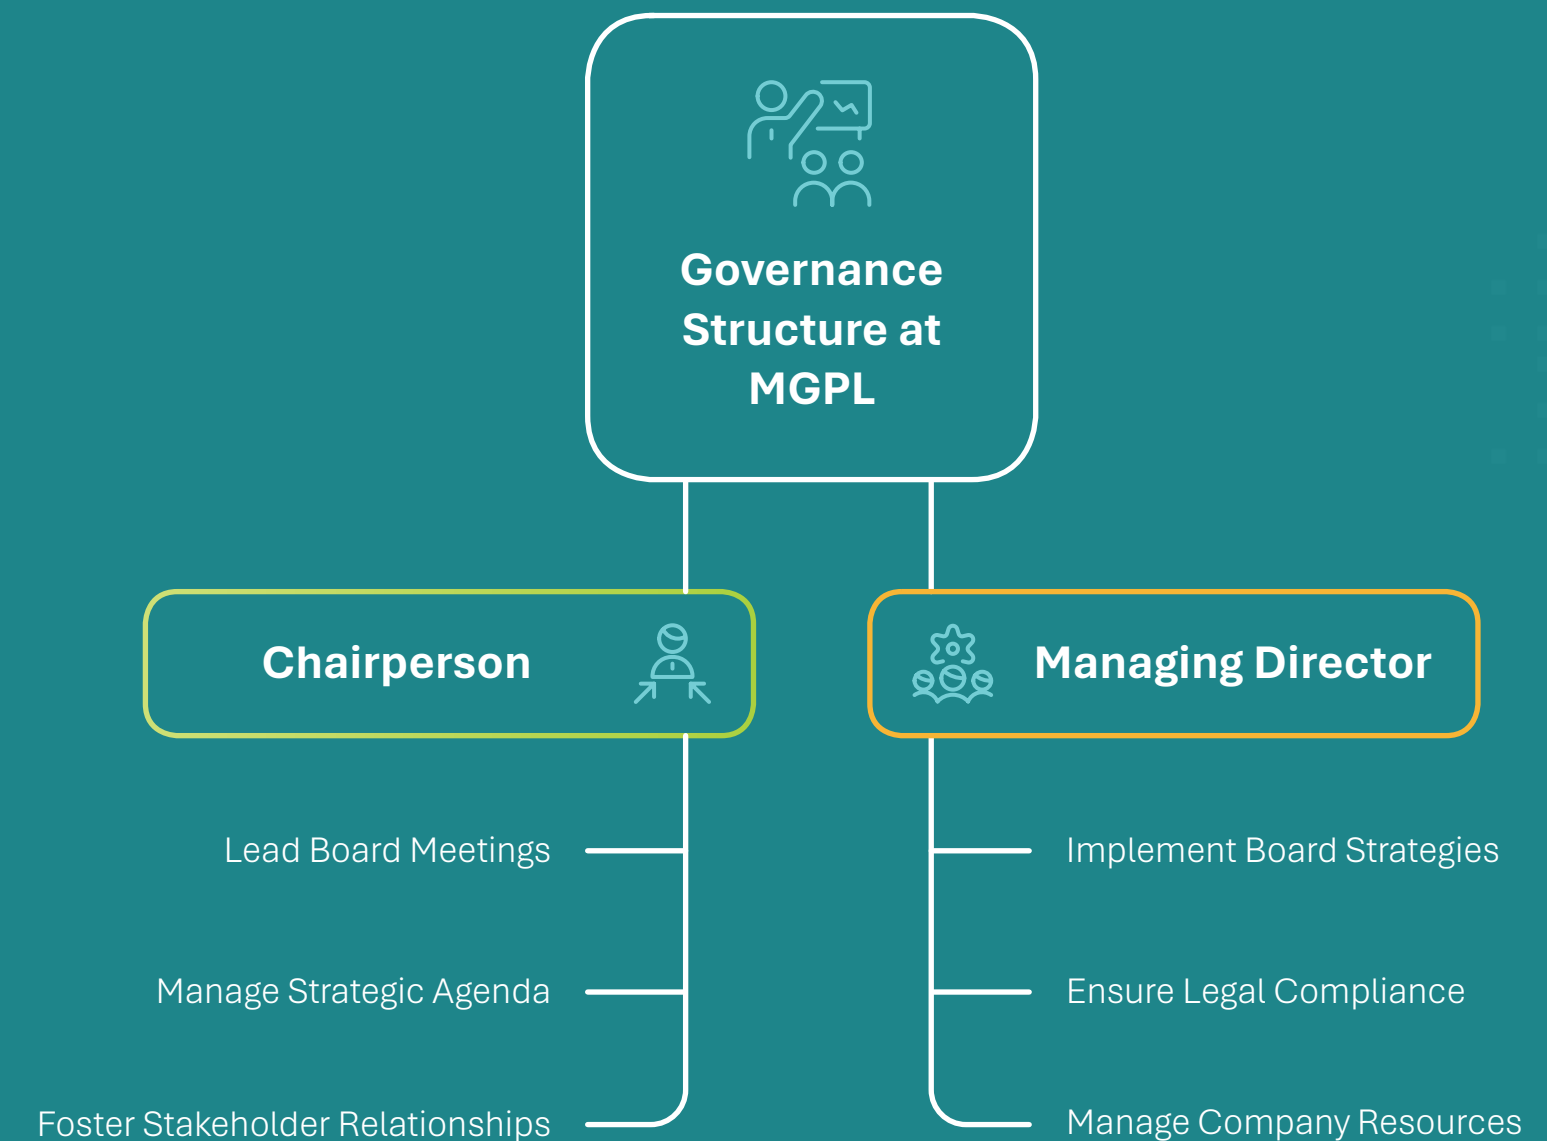 Governance
Structure at
MGPL
Chairperson
Managing Director
Lead Board Meetings
Implement Board Strategies
Manage Strategic Agenda
Ensure Legal Compliance
Foster Stakeholder Relationships
Manage Company Resources